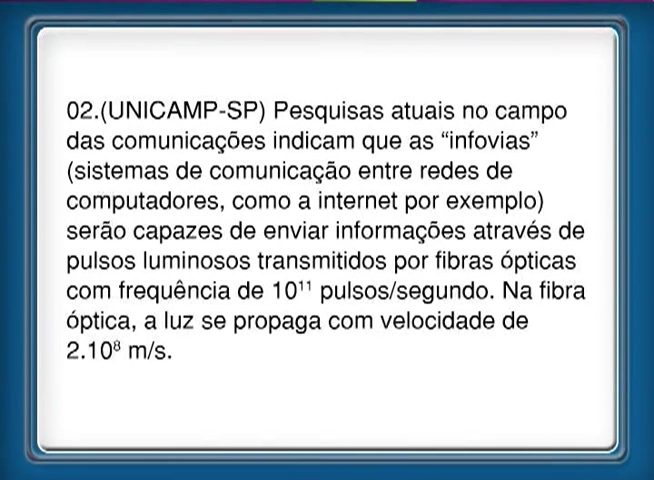 02.(UNICAMP-SP) Pesquisas atuais no campo
das comunicações indicam que as “infovias”
(sistemas de comunicação entre redes de
computadores, como a internet por exemplo)
serão capazes de enviar informações através de
pulsos luminosos transmitidos por fibras ópticas
com frequência de 10¹¹ pulsos/segundo. Na fibra
óptica, a luz se propaga com velocidade de
2.10⁸ m/s.